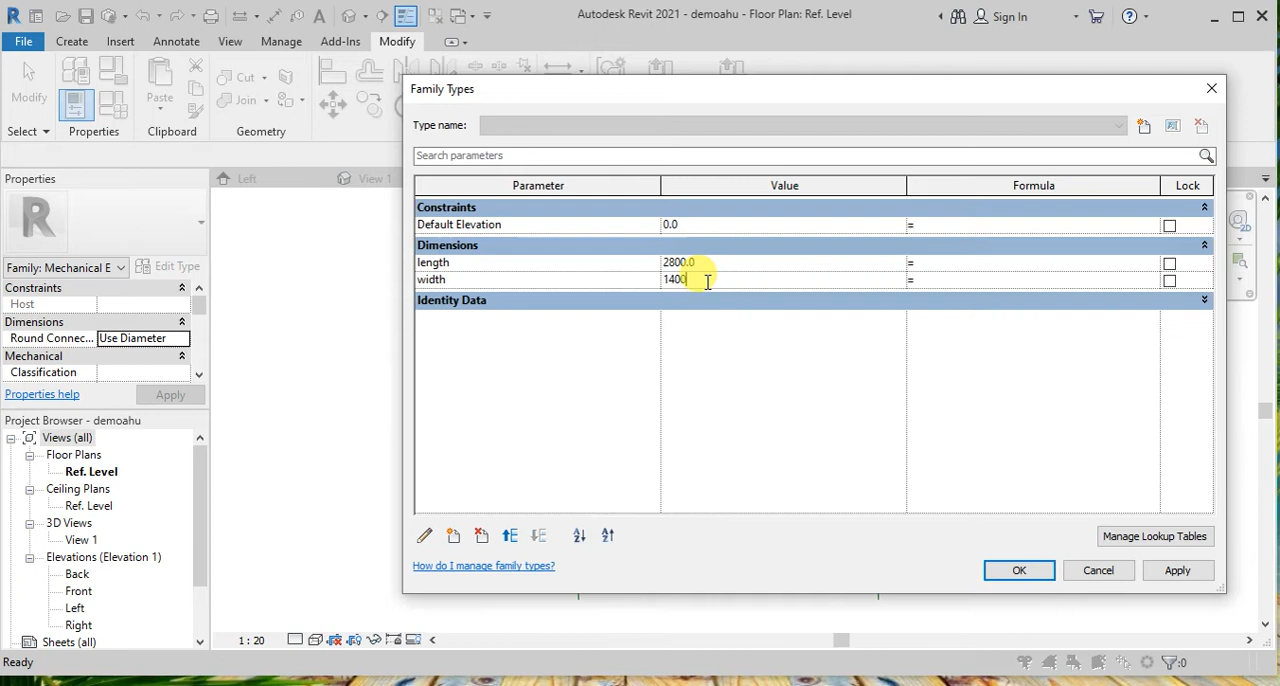 Autodesk Revit 2021 - demoahu - Floor Plan: Ref. Level
Sign In
File Create Insert Annotate View Manage Add-Ins Modify
Modify Paste Cut Join
Select Properties Clipboard Geometry
Properties
Left View 1
Family: Mechanical E Edit Type
Constraints
Host
Dimensions
Round Connec... Use Diameter
Mechanical
Classification
Properties help Apply
Project Browser - demoahu
Views (all)
Floor Plans
Ref. Level
Ceiling Plans
Ref. Level
3D Views
View 1
Elevations (Elevation 1)
Back
Front
Left
Right
Sheets (all)
Family Types
Type name:
Search parameters
Parameter Value Formula Lock
Constraints
Default Elevation 0.0 =
Dimensions
length 2800.0 =
width 1400 =
Identity Data
Manage Lookup Tables
How do I manage family types?
OK Cancel Apply
1 : 20
Ready
:0